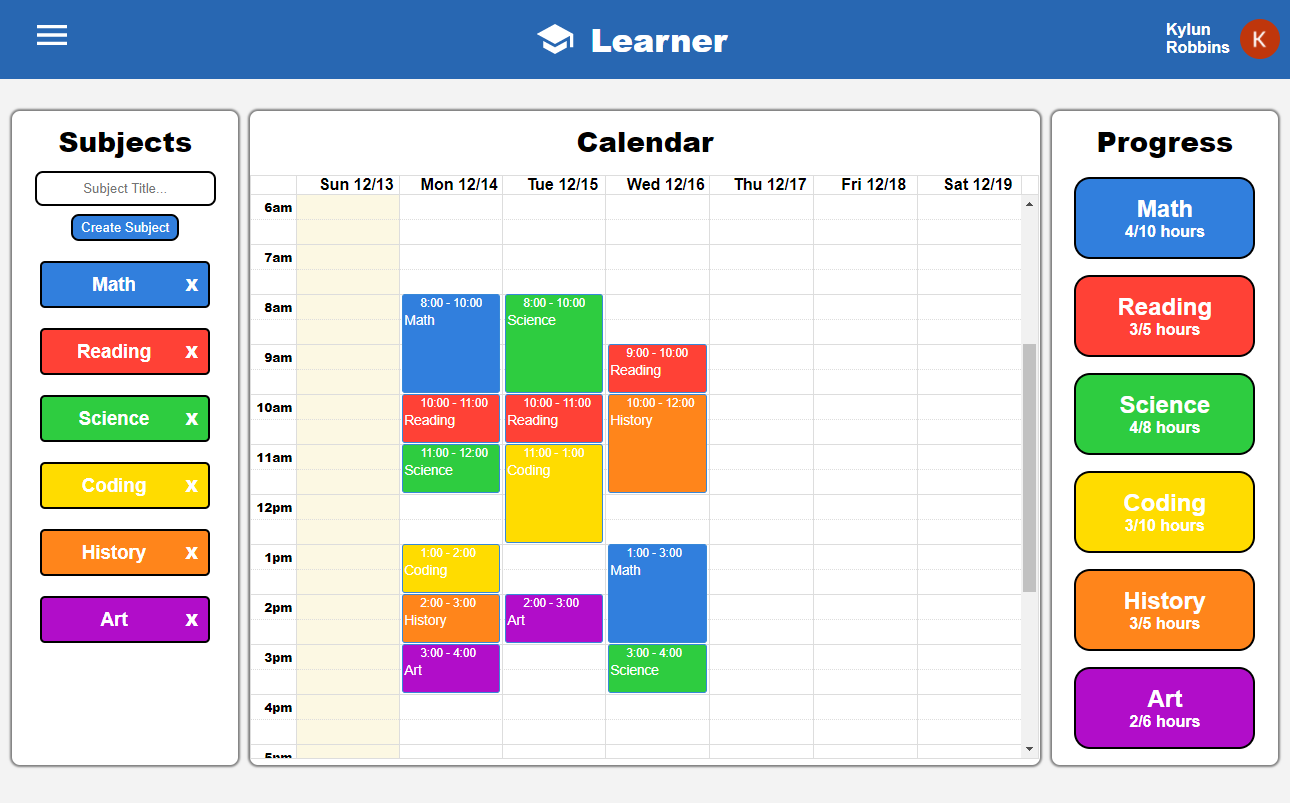 Learner
Kylun
Robbins
K
Subjects
Subject Title...
Create Subject
Math x
Reading x
Science x
Coding x
History x
Art x
Calendar
Sun 12/13 Mon 12/14 Tue 12/15 Wed 12/16 Thu 12/17 Fri 12/18 Sat 12/19
6am
7am
8am
9am
10am
11am
12pm
1pm
2pm
3pm
4pm
5pm
8:00 - 10:00
Math
10:00 - 11:00
Reading
11:00 - 12:00
Science
1:00 - 2:00
Coding
2:00 - 3:00
History
3:00 - 4:00
Art
8:00 - 10:00
Science
10:00 - 11:00
Reading
11:00 - 1:00
Coding
2:00 - 3:00
Art
9:00 - 10:00
Reading
10:00 - 12:00
History
1:00 - 3:00
Math
3:00 - 4:00
Science
Progress
Math
4/10 hours
Reading
3/5 hours
Science
4/8 hours
Coding
3/10 hours
History
3/5 hours
Art
2/6 hours